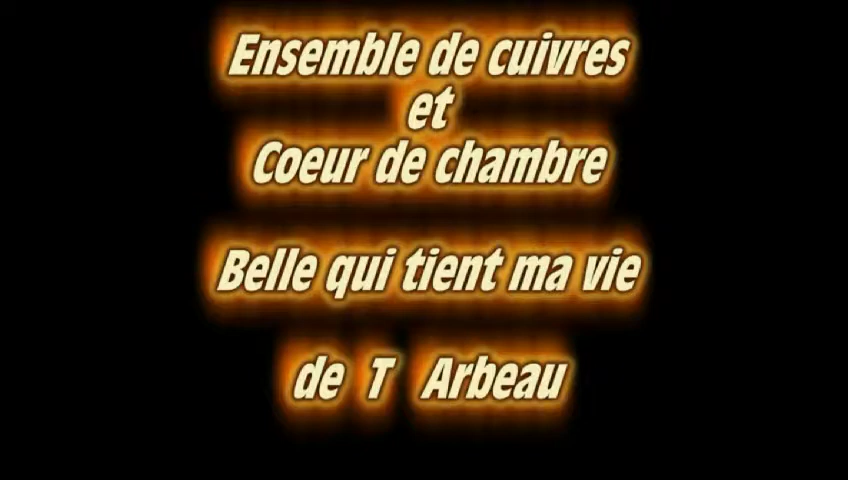 Ensemble de cuivres
et
Coeur de chambre
Belle qui tient ma vie
de T Arbeau